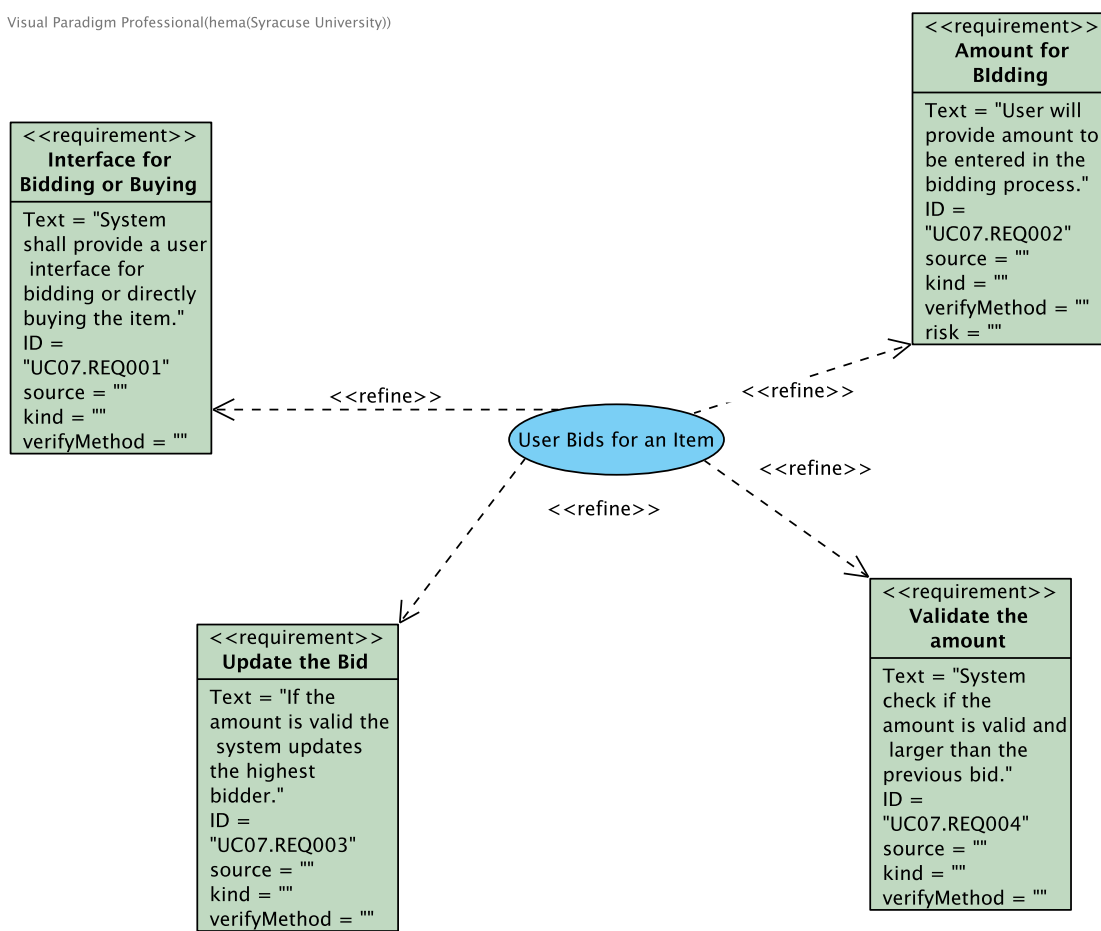 Visual Paradigm Professional(hema(Syracuse University))
<<requirement>>
Amount for
BIdding
Text = "User will
provide amount to
be entered in the
bidding process."
ID =
"UC07.REQ002"
source = ""
kind = ""
verifyMethod = ""
risk = ""
<<requirement>>
Interface for
Bidding or Buying
Text = "System
shall provide a user
interface for
bidding or directly
buying the item."
ID =
"UC07.REQ001"
source = ""
kind = ""
verifyMethod = ""
<<refine>>
<<refine>>
User Bids for an Item
<<refine>>
<<refine>>
<<requirement>>
Update the Bid
Text = "If the
amount is valid the
system updates
the highest
bidder."
ID =
"UC07.REQ003"
source = ""
kind = ""
verifyMethod = ""
<<requirement>>
Validate the
amount
Text = "System
check if the
amount is valid and
larger than the
previous bid."
ID =
"UC07.REQ004"
source = ""
kind = ""
verifyMethod = ""